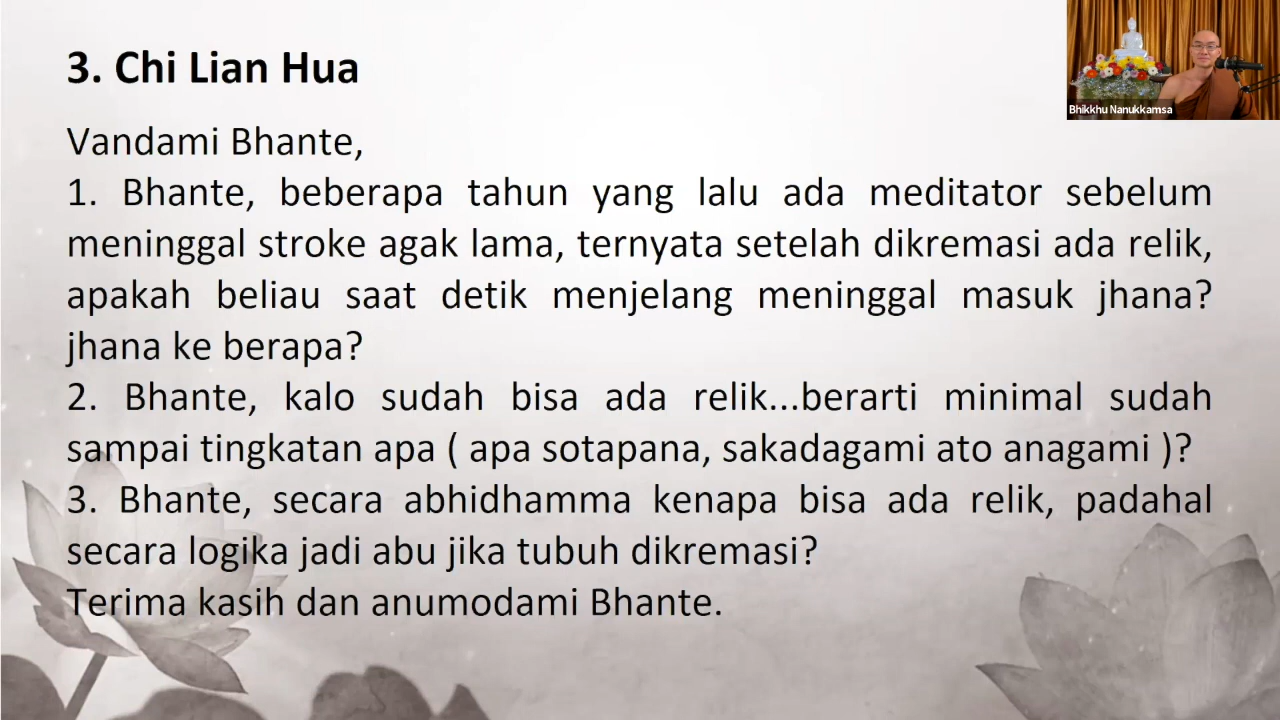 3. Chi Lian Hua
Bhikkhu Nanukkamsa
Vandami Bhante,
1. Bhante, beberapa tahun yang lalu ada meditator sebelum
meninggal stroke agak lama, ternyata setelah dikremasi ada relik,
apakah beliau saat detik menjelang meninggal masuk jhana?
jhana ke berapa?
2. Bhante, kalo sudah bisa ada relik...berarti minimal sudah
sampai tingkatan apa ( apa sotapana, sakadagami ato anagami )?
3. Bhante, secara abhidhamma kenapa bisa ada relik, padahal
secara logika jadi abu jika tubuh dikremasi?
Terima kasih dan anumodami Bhante.